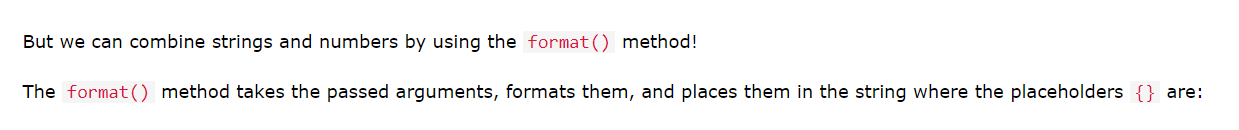 But we can combine strings and numbers by using the format() method!
The format() method takes the passed arguments, formats them, and places them in the string where the placeholders {} are: